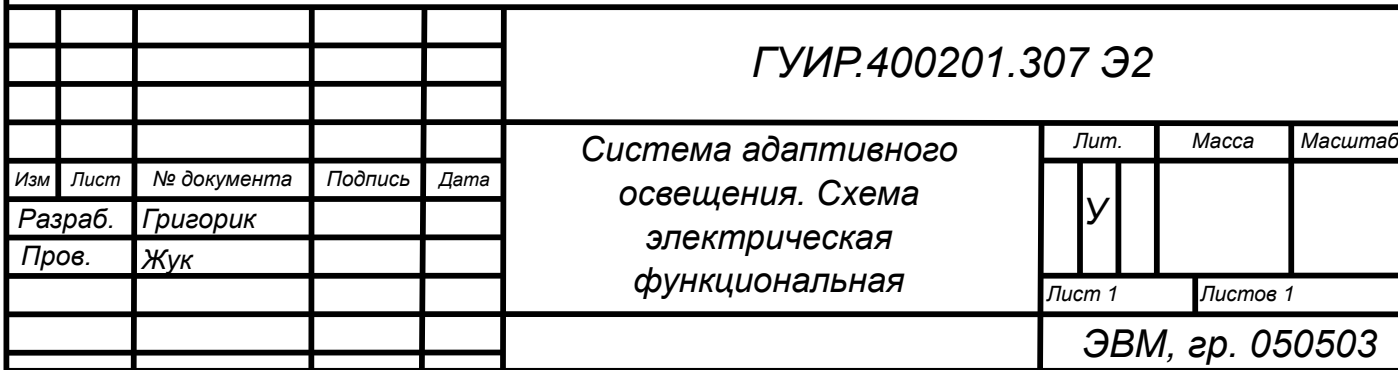 ГУИР.400201.307 Э2
Система адаптивного
освещения. Схема
электрическая
функциональная
Лит. Масса Масштаб
Изм Лист № документа Подпись Дата
Разраб. Григорик
Пров. Жук
У
Лист 1 Листов 1
ЭВМ, гр. 050503